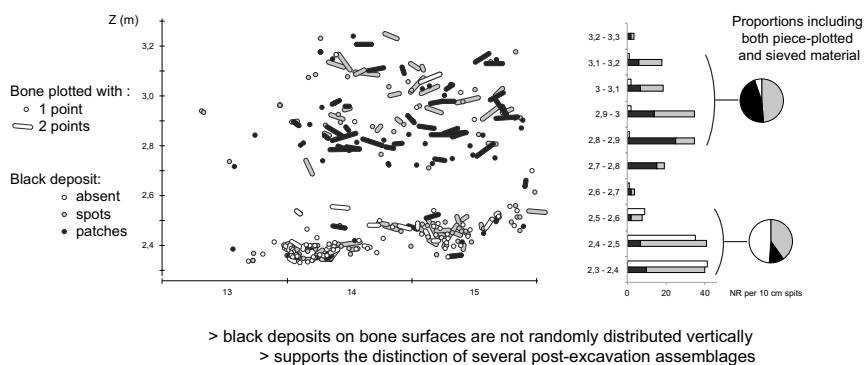 Z (m)
3,2
3,0
2,8
2,6
2,4
13
14
15
Bone plotted with :
1 point
2 points
Black deposit:
absent
spots
patches
3,2 - 3,3
3,1 - 3,2
3 - 3,1
2,9 - 3
2,8 - 2,9
2,7 - 2,8
2,6 - 2,7
2,5 - 2,6
2,4 - 2,5
2,3 - 2,4
0
20
40
NR per 10 cm spits
Proportions including
both piece-plotted
and sieved material
> black deposits on bone surfaces are not randomly distributed vertically
> supports the distinction of several post-excavation assemblages